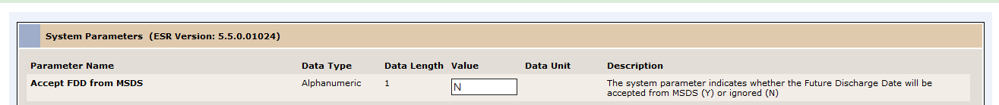 System Parameters (ESR Version: 5.5.0.01024)
Parameter Name Data Type Data Length Value Data Unit Description
Accept FDD from MSDS Alphanumeric 1 N The system parameter indicates whether the Future Discharge Date will be
accepted from MSDS (Y) or ignored (N)